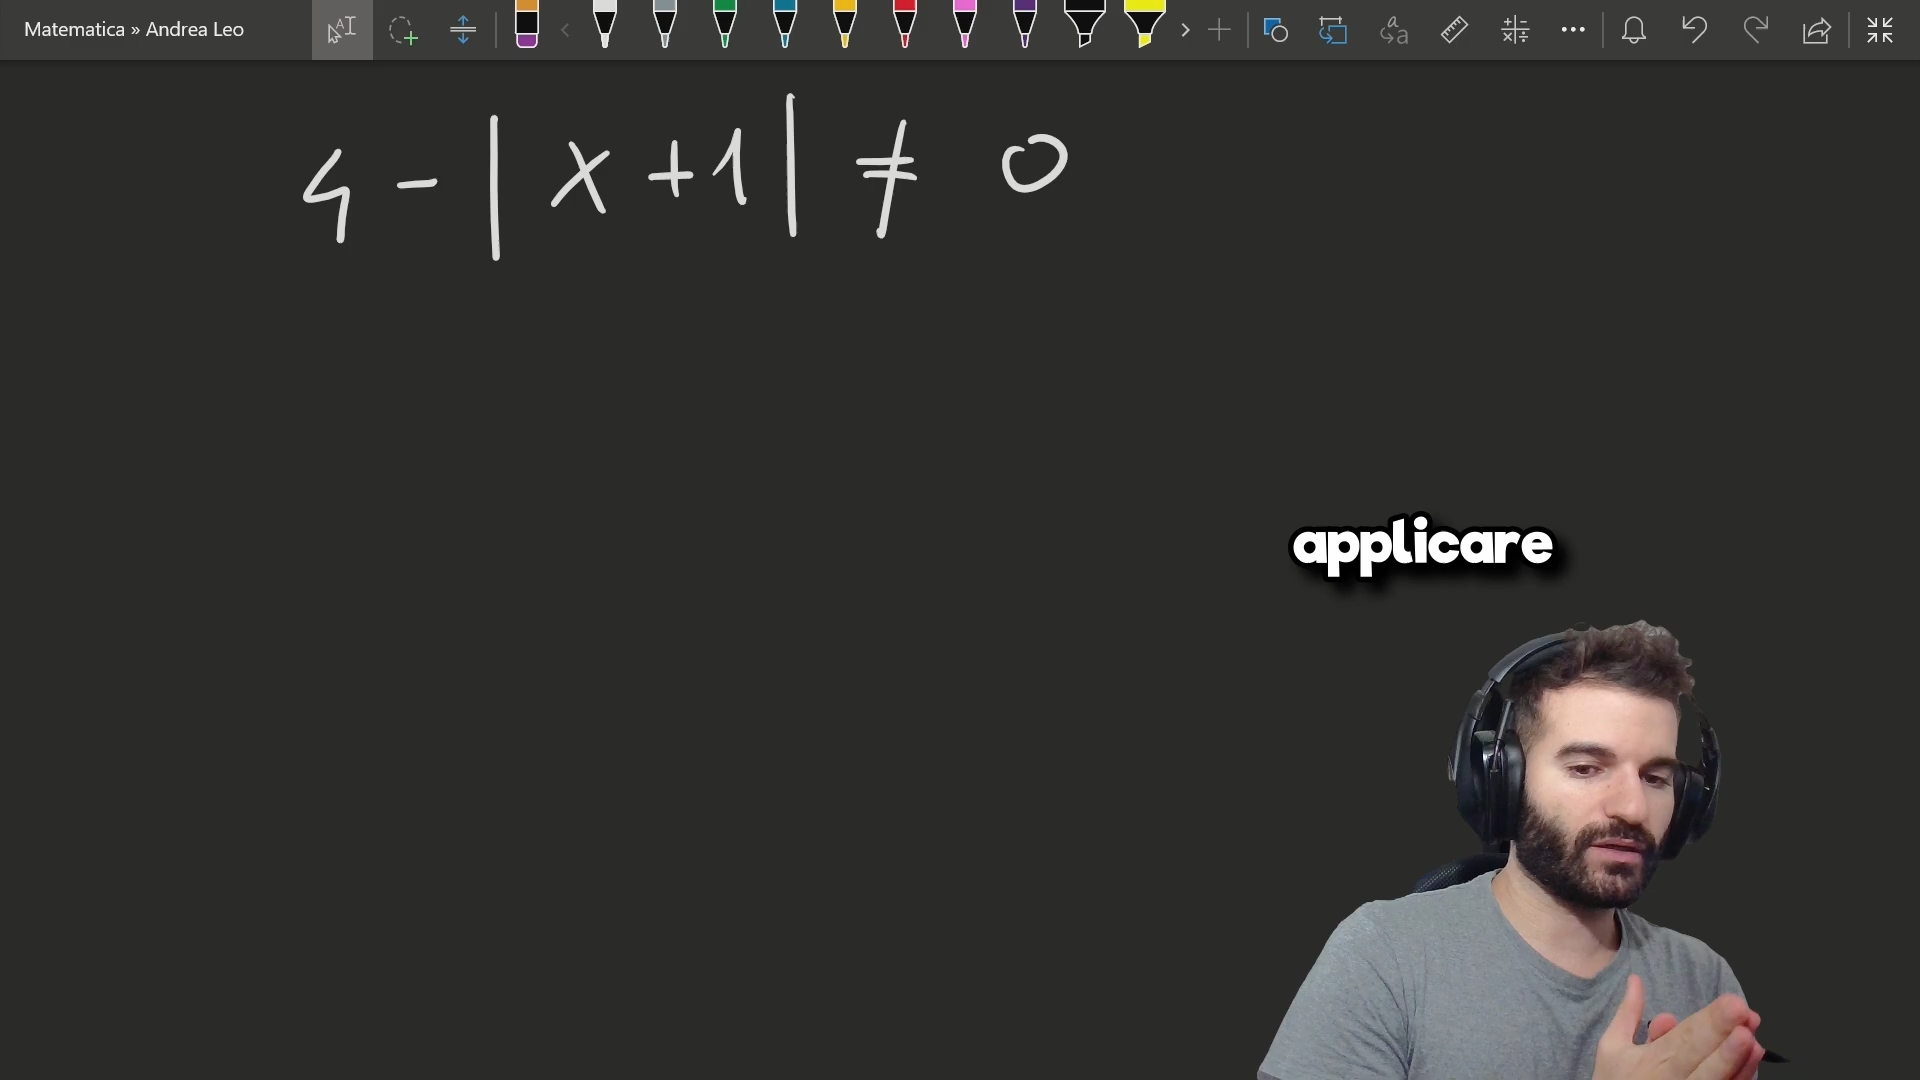 Matematica » Andrea Leo
4 - | x + 1 | ≠ 0
applicare